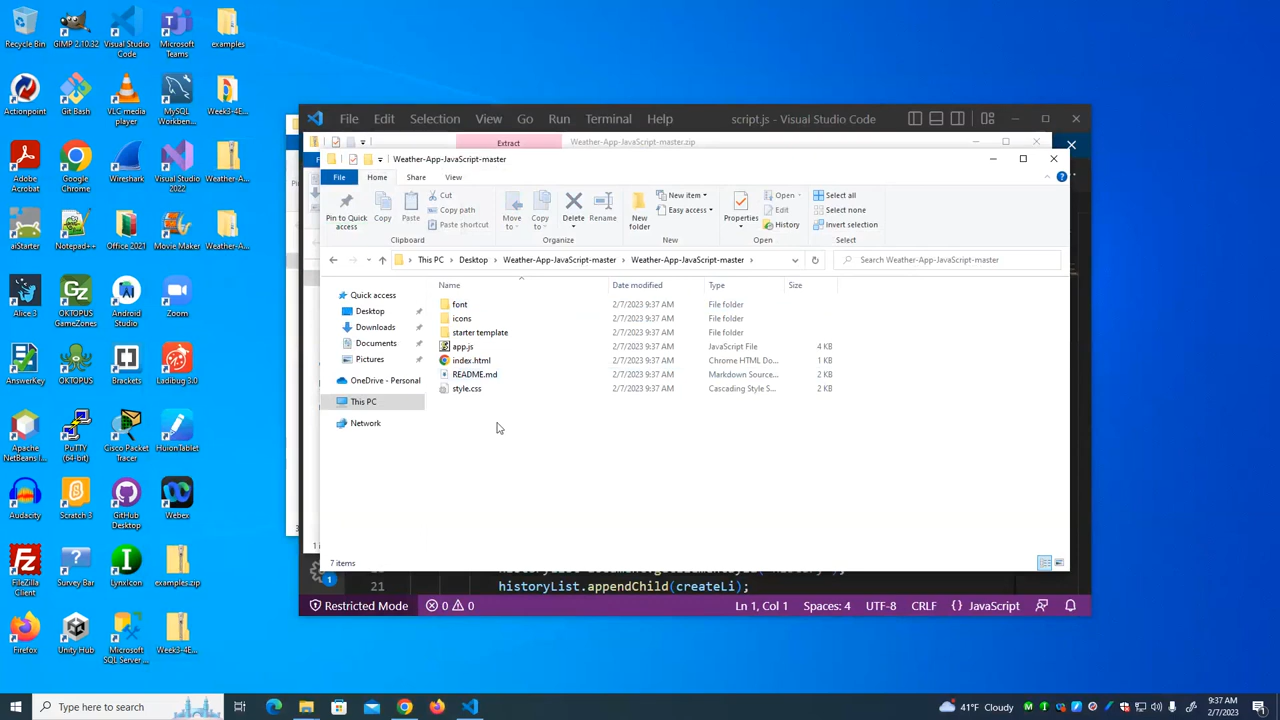 Recycle Bin
GIMP 2.10.32
Visual Studio
Code
Microsoft
Teams
examples
Actionpoint
Git Bash
VLC media
player
MySQL
Workben...
Week3-4E...
Adobe
Acrobat
Google
Chrome
Wireshark
Visual Studio
2022
Weather-A...
aiStarter
Notepad++
Office 2021
Movie Maker
Weather-A...
Alice 3
OKTOPUS
GameZones
Android
Studio
Zoom
AnswerKey
OKTOPUS
Brackets
Ladibug 3.0
Apache
NetBeans I...
PuTTY
(64-bit)
Cisco Packet
Tracer
HuionTablet
Audacity
Scratch 3
GitHub
Desktop
Webex
FileZilla
Client
Survey Bar
LynxIcon
examples.zip
Firefox
Unity Hub
Microsoft
SQL Server ...
Week3-4E...
File Edit Selection View Go Run Terminal Help script.js - Visual Studio Code
Extract Weather-App-JavaScript-master.zip
Weather-App-JavaScript-master
File Home Share View
Pin to Quick
access
Copy
Paste
Cut
Copy path
Paste shortcut
Clipboard
Move
to
Copy
to
Delete
Rename
Organize
New
folder
New item
Easy access
New
Properties
Open
Edit
History
Open
Select all
Select none
Invert selection
Select
This PC > Desktop > Weather-App-JavaScript-master > Weather-App-JavaScript-master >
Search Weather-App-JavaScript-master
Quick access
Desktop
Downloads
Documents
Pictures
OneDrive - Personal
This PC
Network
Name Date modified Type Size
font 2/7/2023 9:37 AM File folder
icons 2/7/2023 9:37 AM File folder
starter template 2/7/2023 9:37 AM File folder
app.js 2/7/2023 9:37 AM JavaScript File 4 KB
index.html 2/7/2023 9:37 AM Chrome HTML Do... 1 KB
README.md 2/7/2023 9:37 AM Markdown Source... 2 KB
style.css 2/7/2023 9:37 AM Cascading Style S... 2 KB
7 items
21 historyList.appendChild(createLi);
1
Restricted Mode 0 0 Ln 1, Col 1 Spaces: 4 UTF-8 CRLF {} JavaScript
Type here to search
41°F Cloudy
9:37 AM
2/7/2023